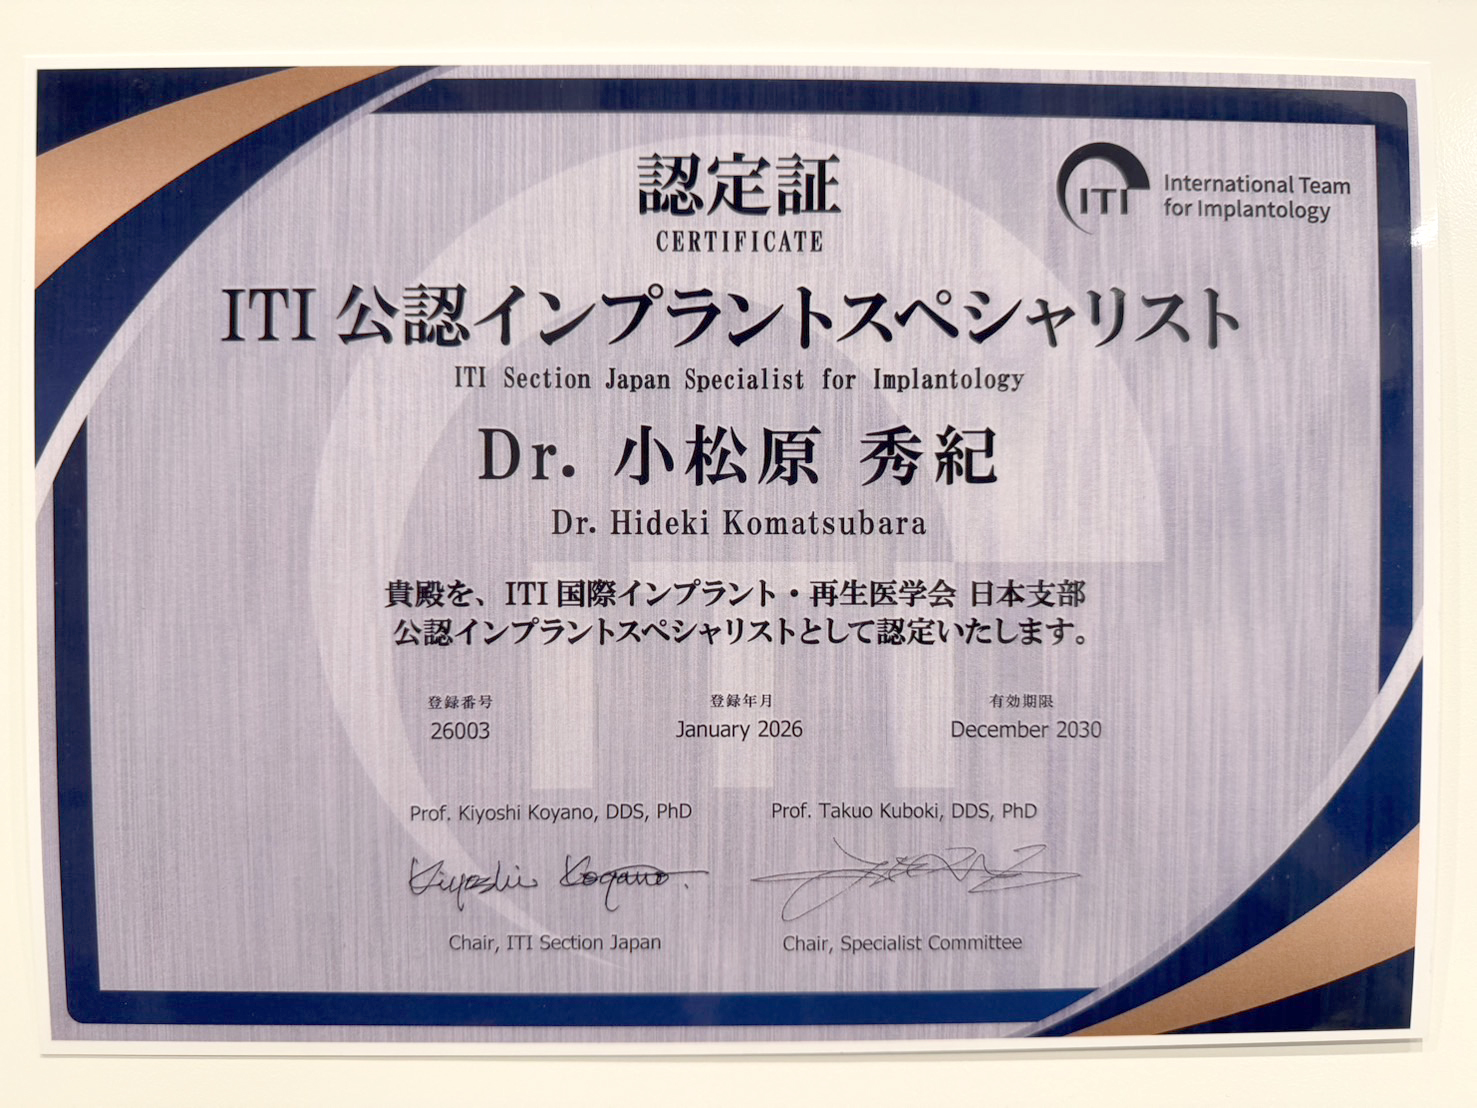 認定証
CERTIFICATE
ITI
International Team
for Implantology
ITI 公認インプラントスペシャリスト
ITI Section Japan Specialist for Implantology
Dr. 小松原 秀紀
Dr. Hideki Komatsubara
貴殿を、ITI 国際インプラント・再生医学会 日本支部
公認インプラントスペシャリストとして認定いたします。
登録番号 登録年月 有効期限
26003 January 2026 December 2030
Prof. Kiyoshi Koyano, DDS, PhD Prof. Takuo Kuboki, DDS, PhD
Kiyoshi Koyano.
Chair, ITI Section Japan Chair, Specialist Committee